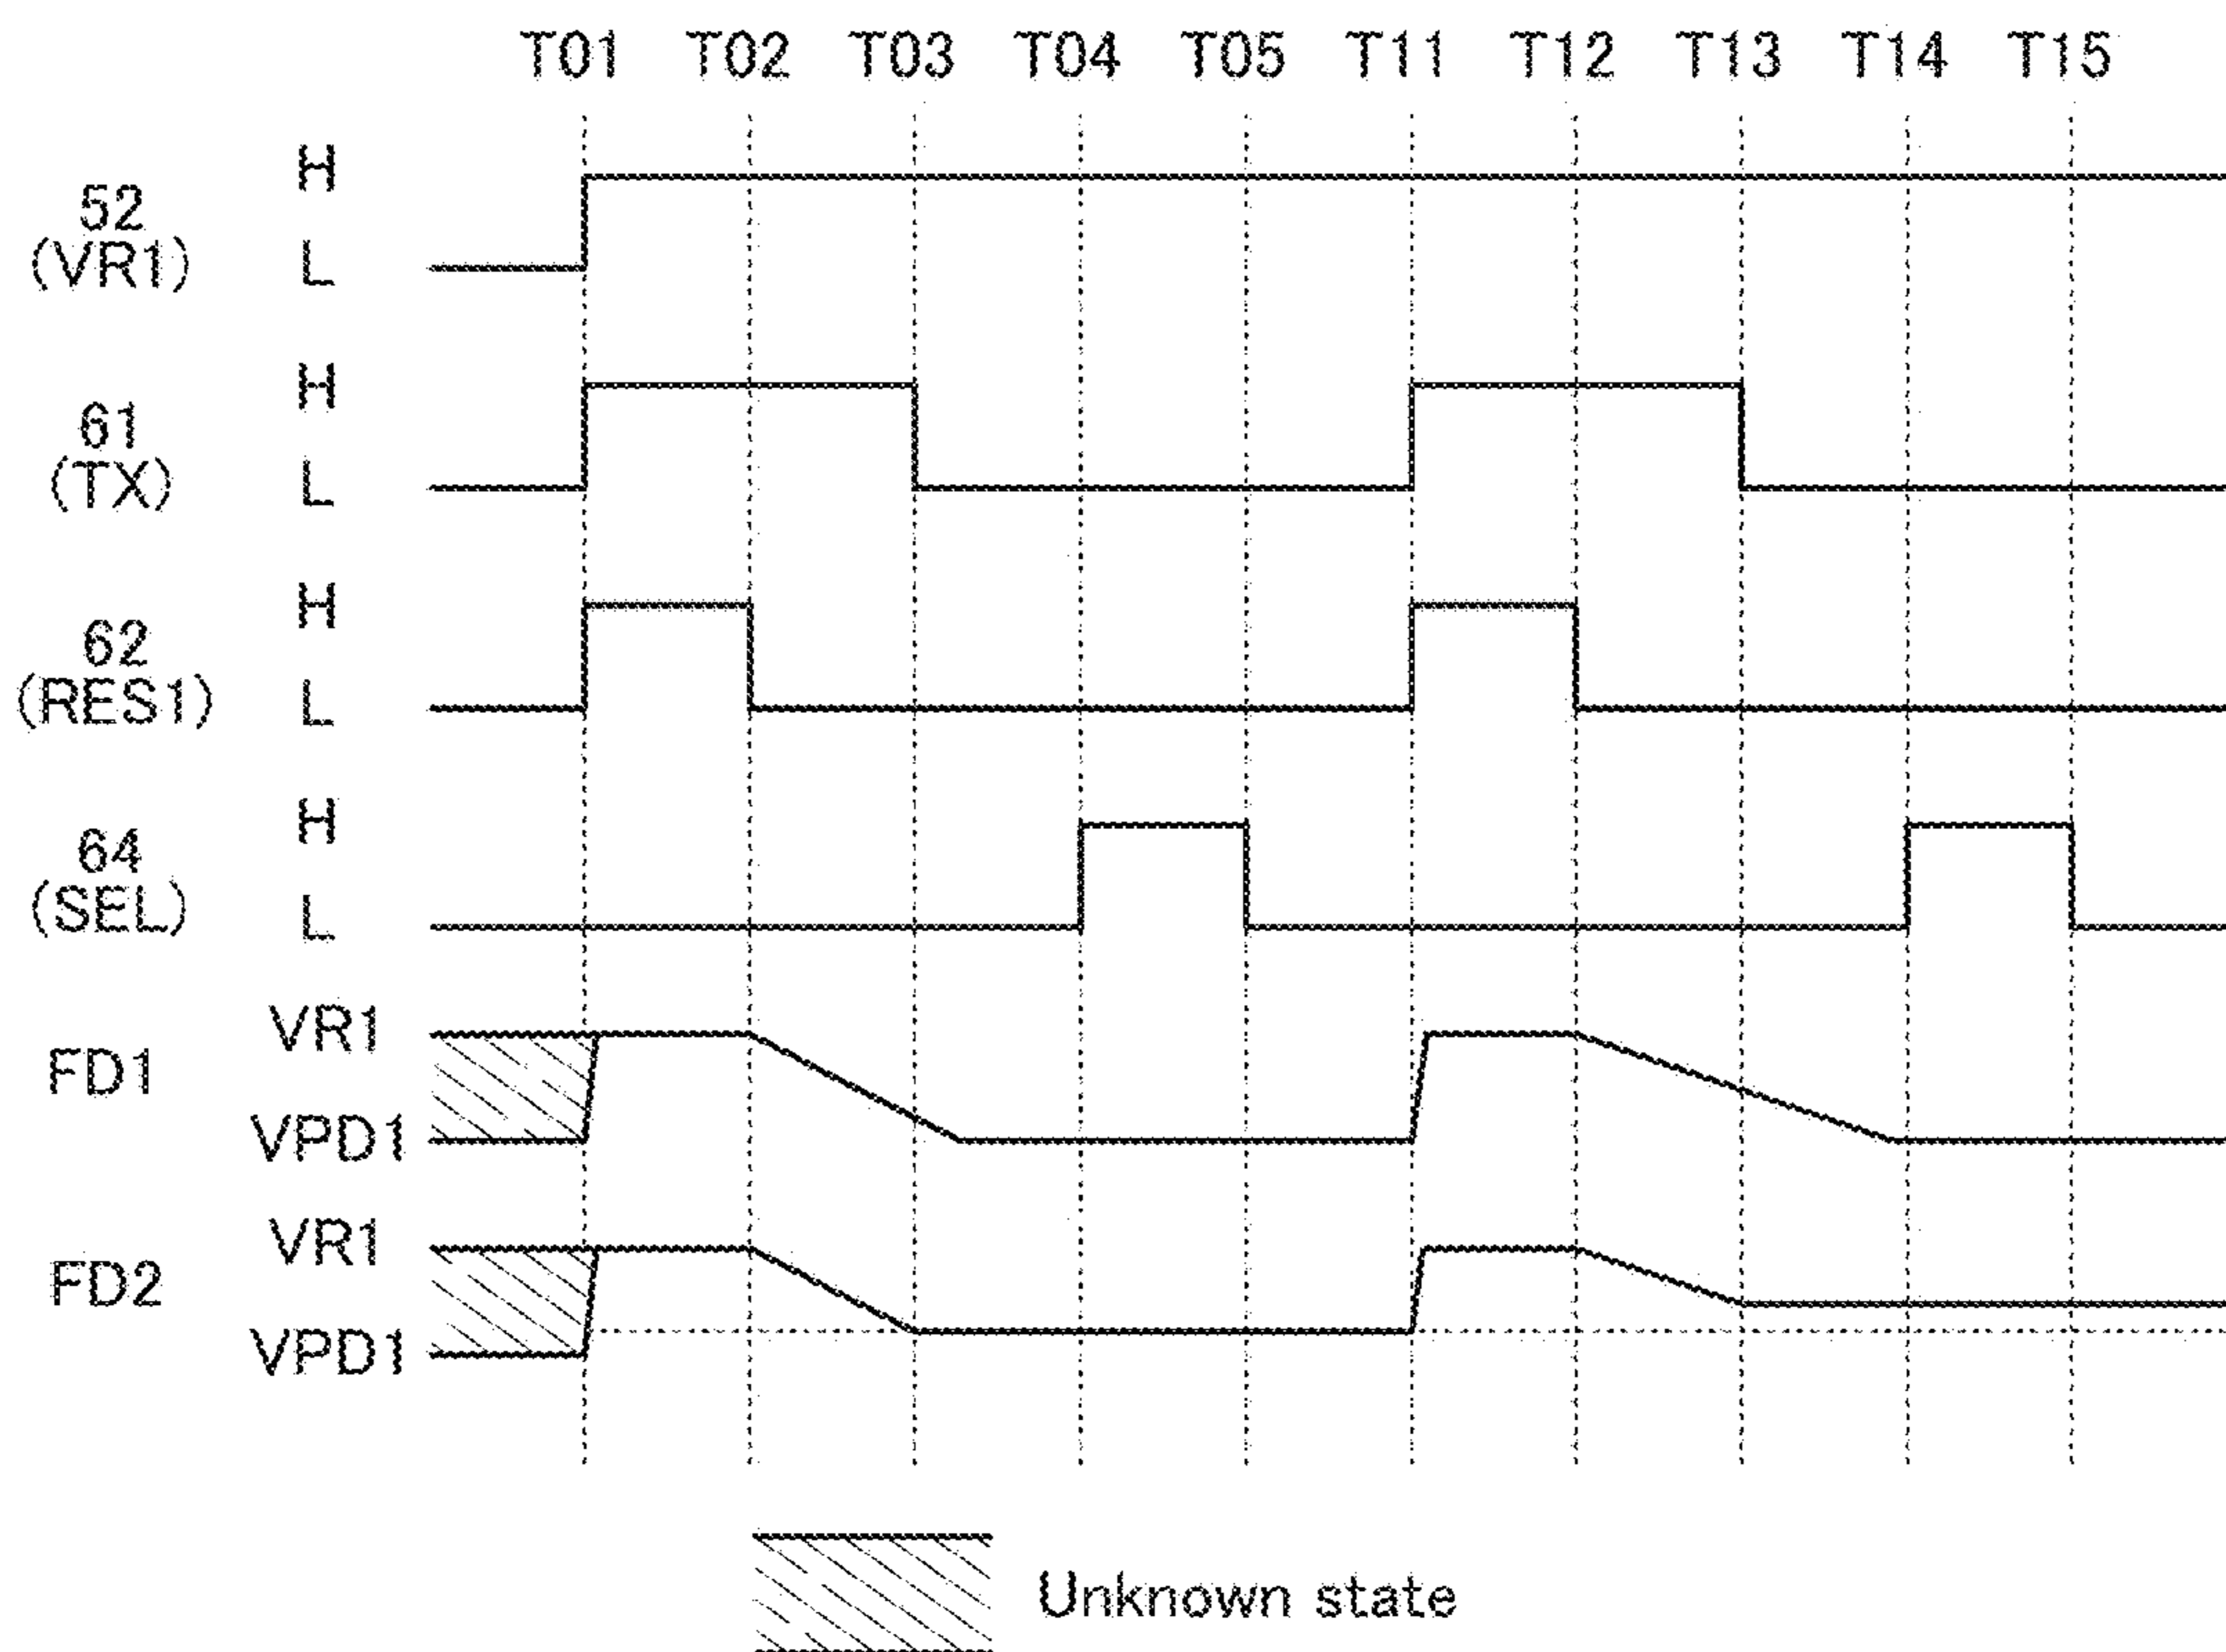 T01 T02 T03 T04 T05 T11 T12 T13 T14 T15
H
52
(VR1)
L
H
61
(TX)
L
H
62
(RES1)
L
H
64
(SEL)
L
VR1
FD1
VPD1
VR1
FD2
VPD1
Unknown state